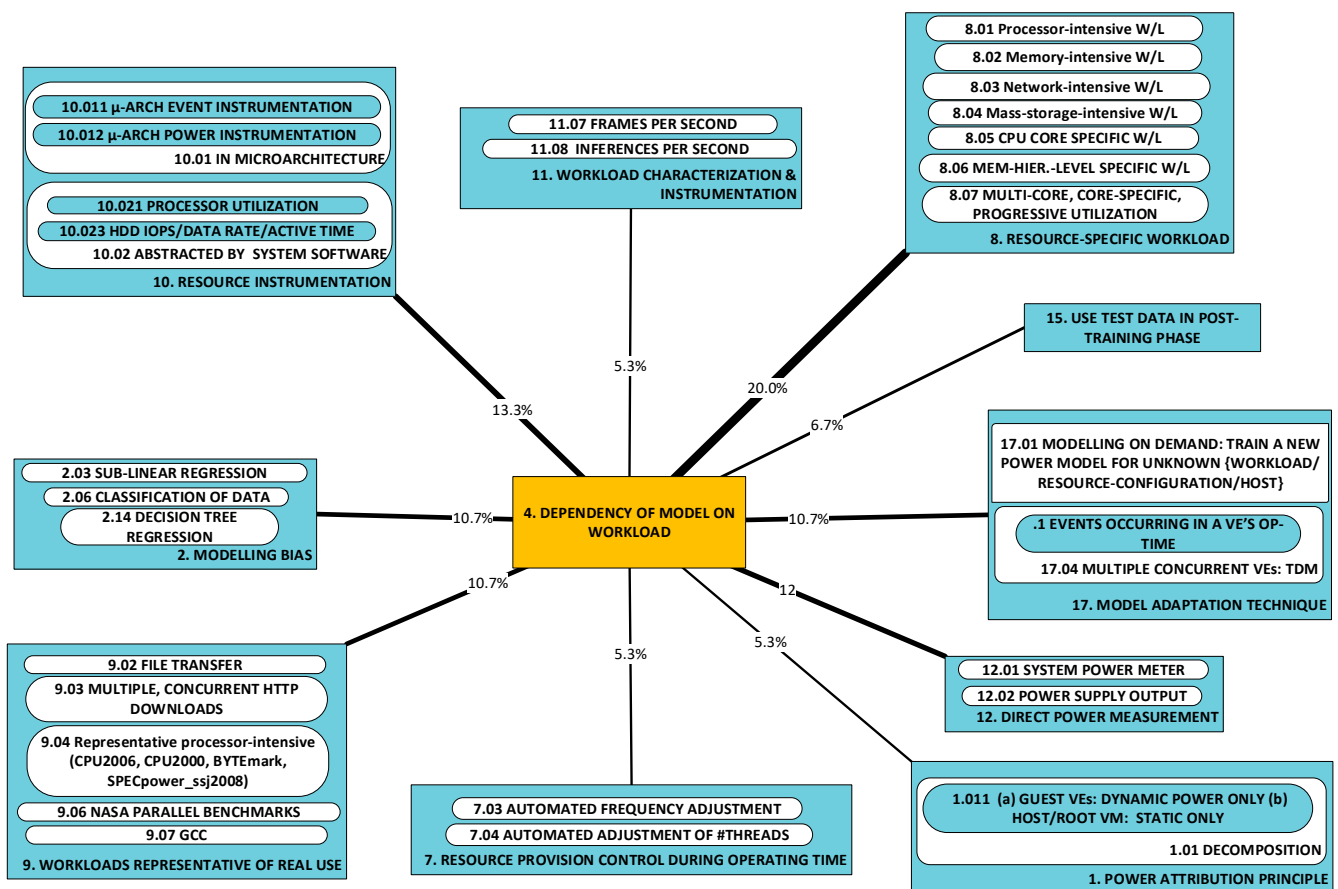 8.01 Processor-intensive W/L
8.02 Memory-intensive W/L
8.03 Network-intensive W/L
8.04 Mass-storage-intensive W/L
8.05 CPU CORE SPECIFIC W/L
8.06 MEM-HIER.-LEVEL SPECIFIC W/L
8.07 MULTI-CORE, CORE-SPECIFIC,
PROGRESSIVE UTILIZATION
8. RESOURCE-SPECIFIC WORKLOAD
10.011 µ-ARCH EVENT INSTRUMENTATION
10.012 µ-ARCH POWER INSTRUMENTATION
10.01 IN MICROARCHITECTURE
10.021 PROCESSOR UTILIZATION
10.023 HDD IOPS/DATA RATE/ACTIVE TIME
10.02 ABSTRACTED BY SYSTEM SOFTWARE
10. RESOURCE INSTRUMENTATION
11.07 FRAMES PER SECOND
11.08 INFERENCES PER SECOND
11. WORKLOAD CHARACTERIZATION &
INSTRUMENTATION
15. USE TEST DATA IN POST-
TRAINING PHASE
5.3%
20.0%
13.3%
6.7%
17.01 MODELLING ON DEMAND: TRAIN A NEW
POWER MODEL FOR UNKNOWN {WORKLOAD/
RESOURCE-CONFIGURATION/HOST}
.1 EVENTS OCCURRING IN A VE'S OP-
TIME
17.04 MULTIPLE CONCURRENT VEs: TDM
17. MODEL ADAPTATION TECHNIQUE
2.03 SUB-LINEAR REGRESSION
2.06 CLASSIFICATION OF DATA
2.14 DECISION TREE
REGRESSION
2. MODELLING BIAS
10.7%
4. DEPENDENCY OF MODEL ON
WORKLOAD
10.7%
10.7%
12
5.3%
5.3%
9.02 FILE TRANSFER
9.03 MULTIPLE, CONCURRENT HTTP
DOWNLOADS
9.04 Representative processor-intensive
(CPU2006, CPU2000, BYTEmark,
SPECpower_ssj2008)
9.06 NASA PARALLEL BENCHMARKS
9.07 GCC
9. WORKLOADS REPRESENTATIVE OF REAL USE
12.01 SYSTEM POWER METER
12.02 POWER SUPPLY OUTPUT
12. DIRECT POWER MEASUREMENT
7.03 AUTOMATED FREQUENCY ADJUSTMENT
7.04 AUTOMATED ADJUSTMENT OF #THREADS
7. RESOURCE PROVISION CONTROL DURING OPERATING TIME
1.011 (a) GUEST VEs: DYNAMIC POWER ONLY (b)
HOST/ROOT VM: STATIC ONLY
1.01 DECOMPOSITION
1. POWER ATTRIBUTION PRINCIPLE